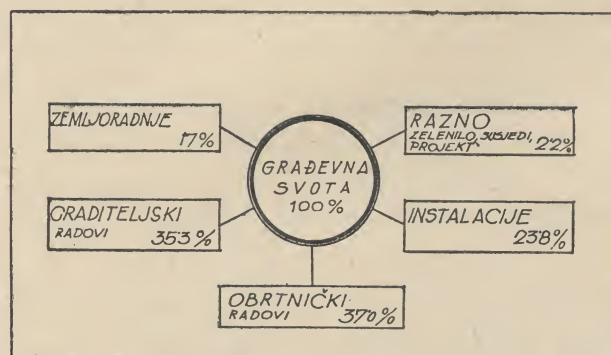 ZEMLJORADNJE
1'7%
RAZNO
ZELENILO, SUSJEDI,
PROJEKT 2'2%
GRAĐEVNA
SVOTA
100%
GRADITELJSKI
RADOVI 35'3%
INSTALACIJE
23'8%
OBRTNIČKI
RADOVI 37'0%